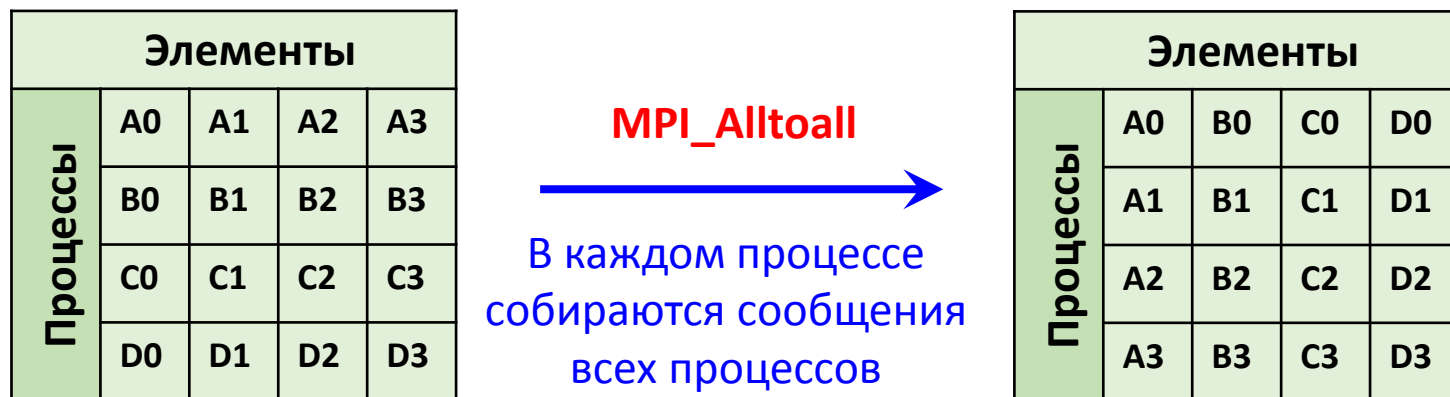 Элементы
Процессы
A0 A1 A2 A3
B0 B1 B2 B3
C0 C1 C2 C3
D0 D1 D2 D3
MPI_Alltoall
В каждом процессе
собираются сообщения
всех процессов
Элементы
Процессы
A0 B0 C0 D0
A1 B1 C1 D1
A2 B2 C2 D2
A3 B3 C3 D3